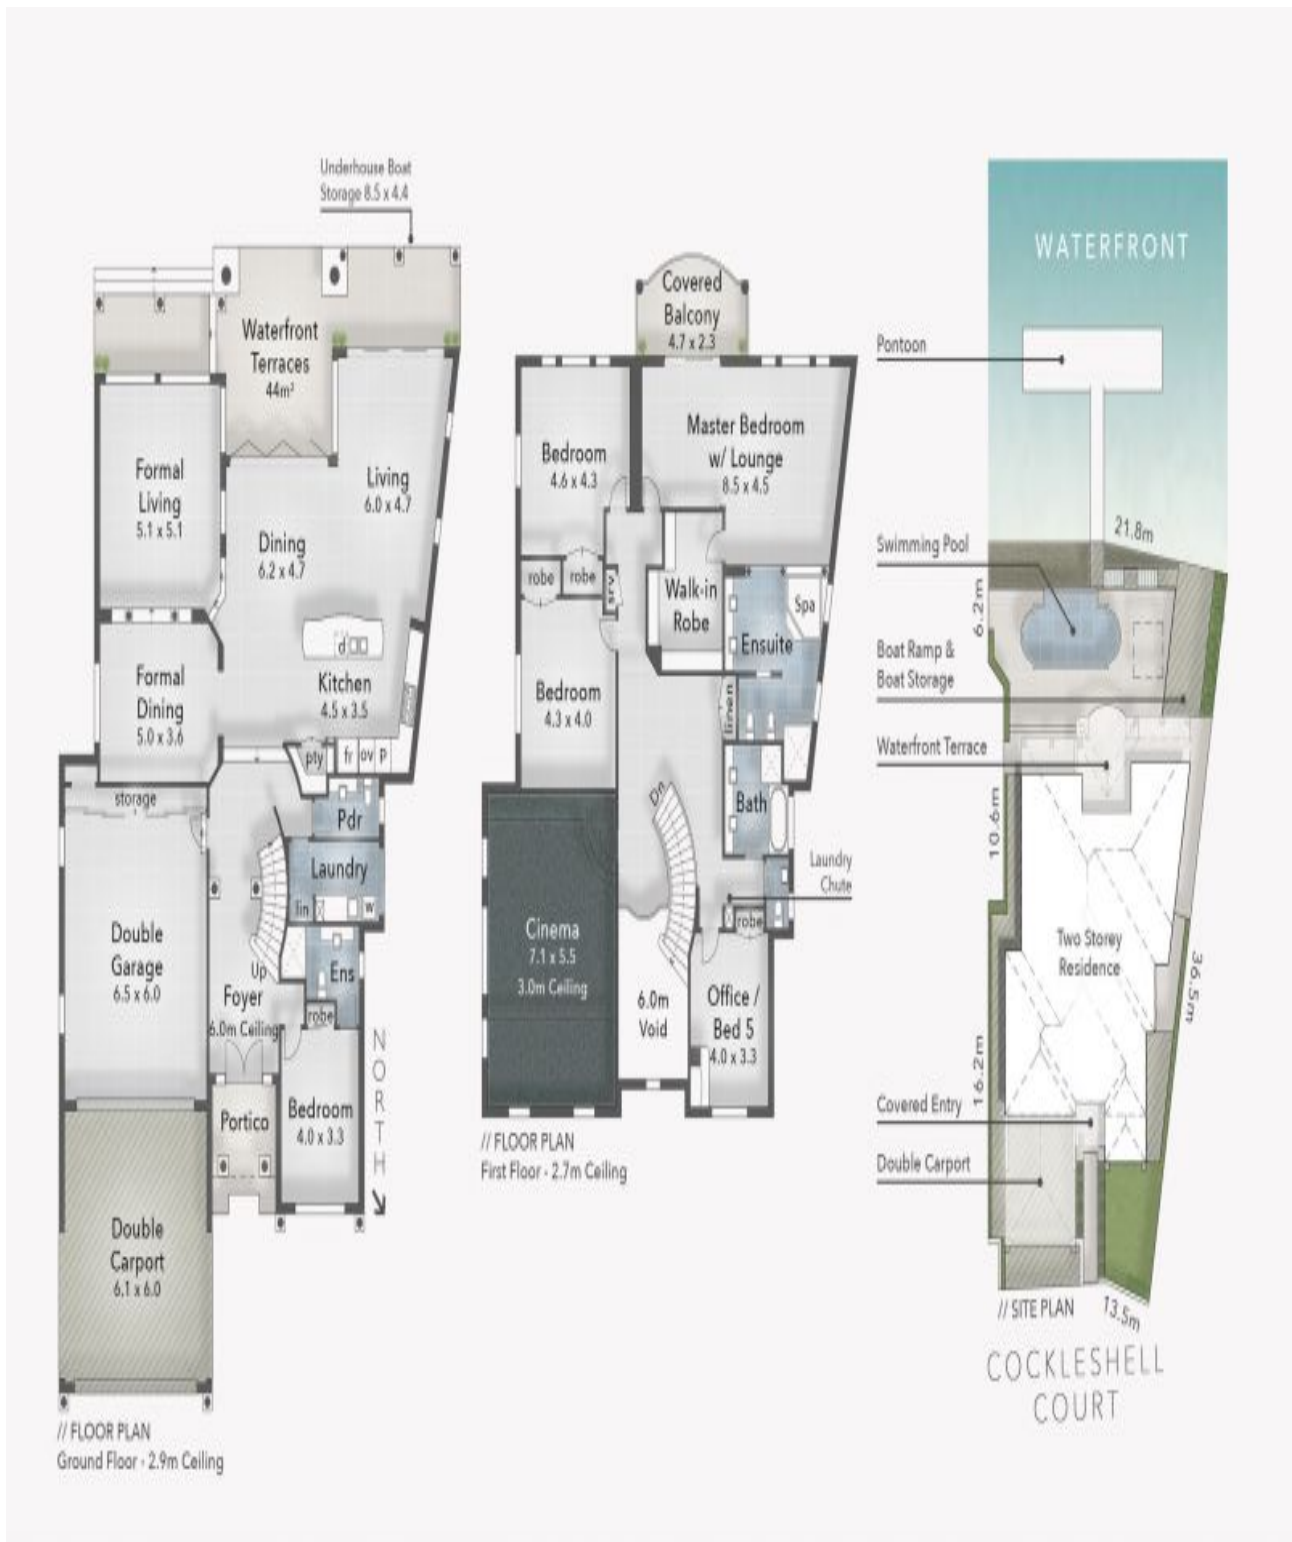 Underhouse Boat
Storage 8.5 x 4.4
Waterfront
Terraces
44m²
Formal
Living
5.1 x 5.1
Living
6.0 x 4.7
Dining
6.2 x 4.7
d
Kitchen
4.5 x 3.5
Formal
Dining
5.0 x 3.6
pty
fr
ov
p
storage
Pdr
Laundry
lin
w
Double
Garage
6.5 x 6.0
Up
Foyer
6.0m Ceiling
Ens
robe
Portico
Bedroom
4.0 x 3.3
NORTH
Double
Carport
6.1 x 6.0
// FLOOR PLAN
Ground Floor - 2.9m Ceiling
Covered
Balcony
4.7 x 2.3
Bedroom
4.6 x 4.3
Master Bedroom
w/ Lounge
8.5 x 4.5
robe
robe
srv
Walk-in
Robe
Spa
Ensuite
Bedroom
4.3 x 4.0
linen
Dn
Bath
Laundry
Chute
robe
Cinema
7.1 x 5.5
3.0m Ceiling
6.0m
Void
Office /
Bed 5
4.0 x 3.3
// FLOOR PLAN
First Floor - 2.7m Ceiling
WATERFRONT
Pontoon
21.8m
Swimming Pool
6.2m
Boat Ramp &
Boat Storage
Waterfront Terrace
10.6m
Two Storey
Residence
36.5m
16.2m
Covered Entry
Double Carport
// SITE PLAN
13.5m
COCKLESHELL
COURT